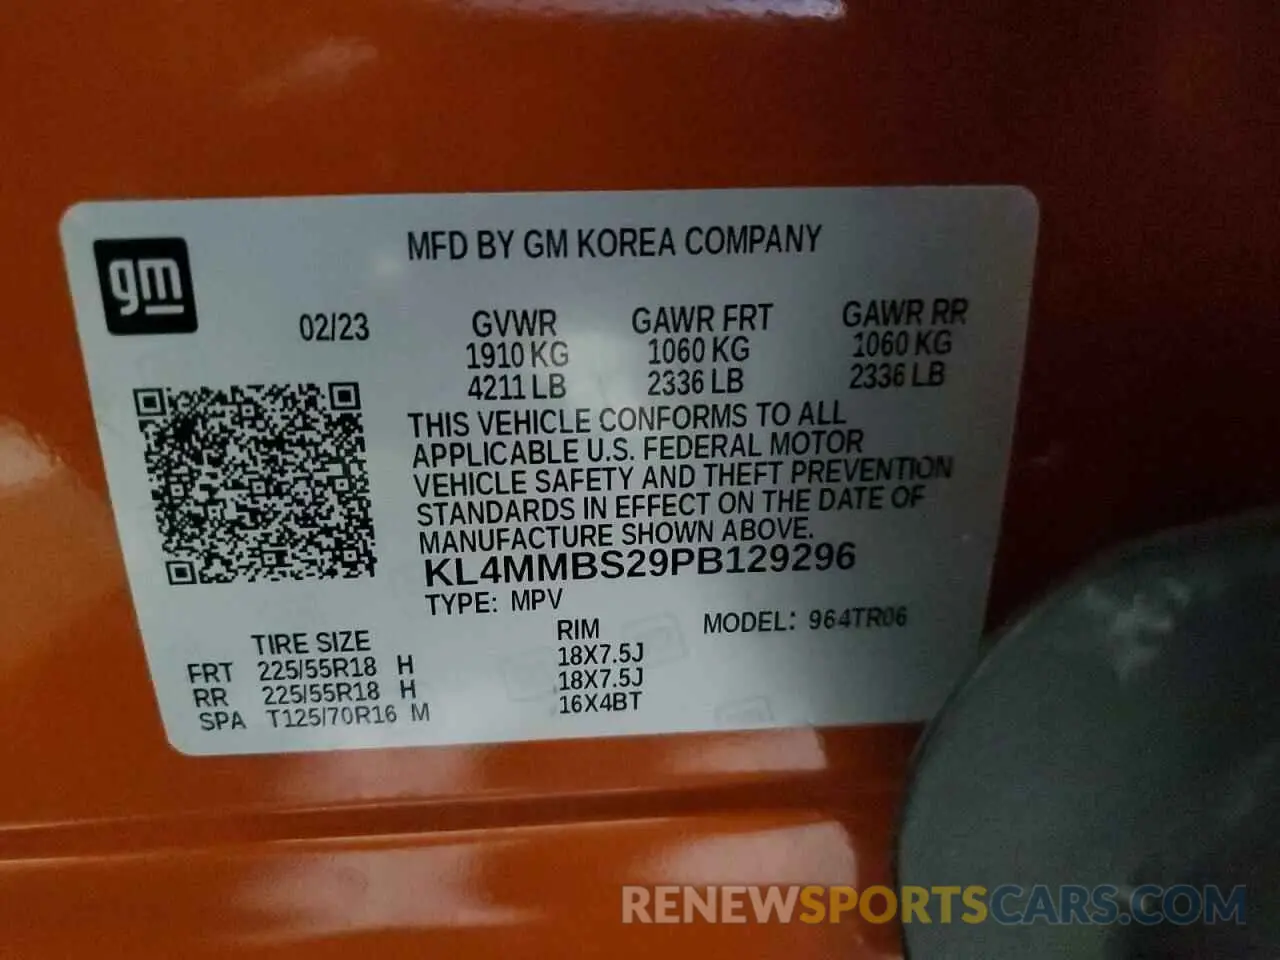 MFD BY GM KOREA COMPANY
gm
02/23
GVWR GAWR FRT GAWR RR
1910 KG 1060 KG 1060 KG
4211 LB 2336 LB 2336 LB
THIS VEHICLE CONFORMS TO ALL
APPLICABLE U.S. FEDERAL MOTOR
VEHICLE SAFETY AND THEFT PREVENTION
STANDARDS IN EFFECT ON THE DATE OF
MANUFACTURE SHOWN ABOVE.
KL4MMBS29PB129296
TYPE: MPV
MODEL: 964TR06
TIRE SIZE RIM
FRT 225/55R18 H 18X7.5J
RR 225/55R18 H 18X7.5J
SPA T125/70R16 M 16X4BT
RENEWSPORTSCARS.COM